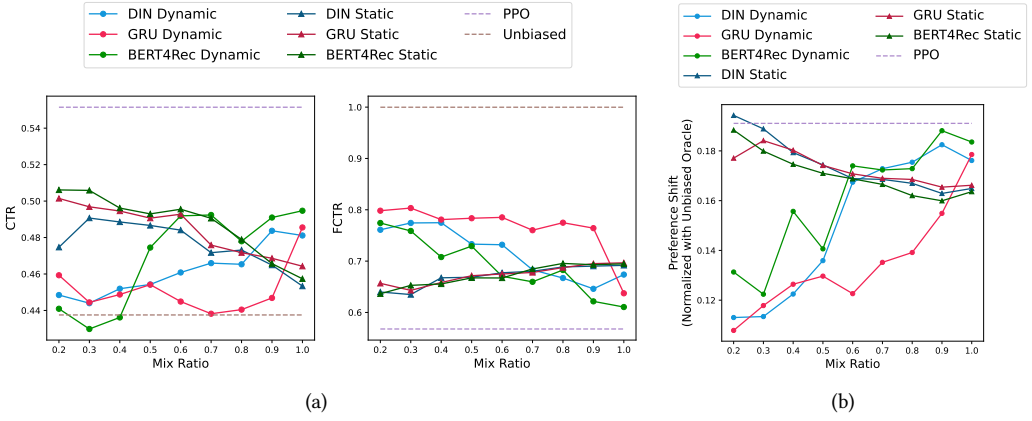 DIN Dynamic
GRU Dynamic
BERT4Rec Dynamic
DIN Static
GRU Static
BERT4Rec Static
PPO
Unbiased
CTR
0.54
0.52
0.50
0.48
0.46
0.44
0.2 0.3 0.4 0.5 0.6 0.7 0.8 0.9 1.0
Mix Ratio
FCTR
1.0
0.9
0.8
0.7
0.6
0.2 0.3 0.4 0.5 0.6 0.7 0.8 0.9 1.0
Mix Ratio
(a)
DIN Dynamic
GRU Dynamic
BERT4Rec Dynamic
DIN Static
GRU Static
BERT4Rec Static
PPO
Preference Shift
(Normalized with Unbiased Oracle)
0.18
0.16
0.14
0.12
0.2 0.3 0.4 0.5 0.6 0.7 0.8 0.9 1.0
Mix Ratio
(b)